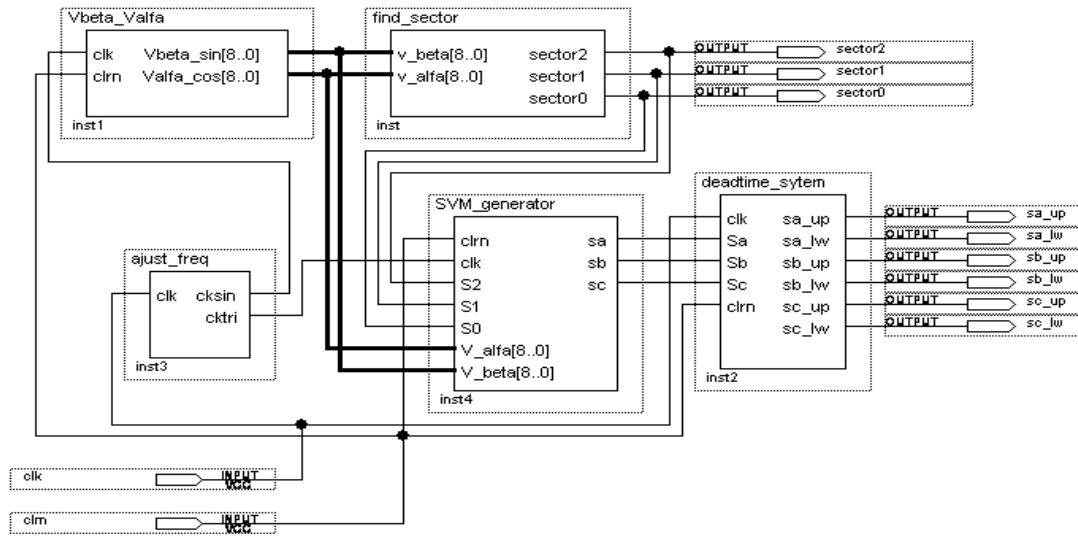 Vbeta_Valfa
clk Vbeta_sin[8..0]
clrn Valfa_cos[8..0]
inst1
find_sector
v_beta[8..0] sector2
v_alfa[8..0] sector1
sector0
inst
OUTPUT sector2
OUTPUT sector1
OUTPUT sector0
ajust_freq
clk cksin
cktri
inst3
SVM_generator
clrn sa
clk sb
S2 sc
S1
S0
V_alfa[8..0]
V_beta[8..0]
inst4
deadtime_sytem
clk sa_up
Sa sa_lw
Sb sb_up
Sc sb_lw
clrn sc_up
sc_lw
inst2
OUTPUT sa_up
OUTPUT sa_lw
OUTPUT sb_up
OUTPUT sb_lw
OUTPUT sc_up
OUTPUT sc_lw
clk INPUT
VCC
clrn INPUT
VCC